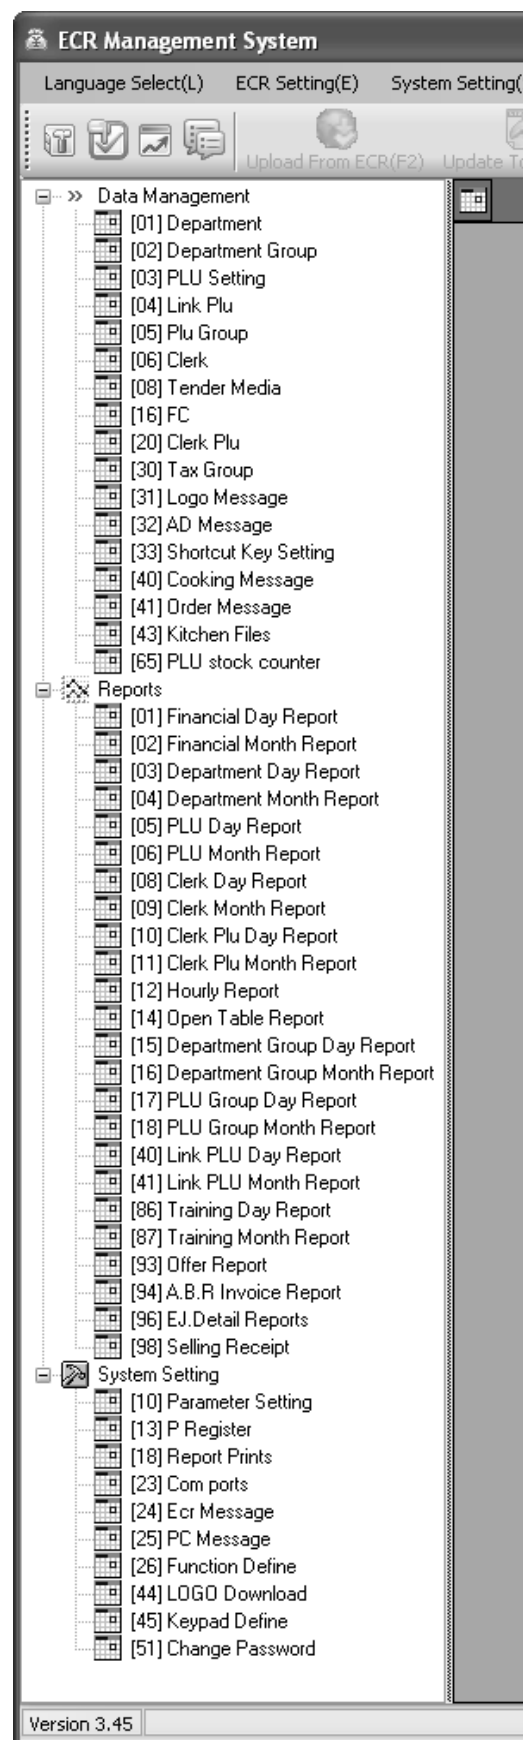 ECR Management System
Language Select(L) ECR Setting(E) System Setting(
Upload From ECR(F2) Update To
Data Management
[01] Department
[02] Department Group
[03] PLU Setting
[04] Link Plu
[05] Plu Group
[06] Clerk
[08] Tender Media
[16] FC
[20] Clerk Plu
[30] Tax Group
[31] Logo Message
[32] AD Message
[33] Shortcut Key Setting
[40] Cooking Message
[41] Order Message
[43] Kitchen Files
[65] PLU stock counter
Reports
[01] Financial Day Report
[02] Financial Month Report
[03] Department Day Report
[04] Department Month Report
[05] PLU Day Report
[06] PLU Month Report
[08] Clerk Day Report
[09] Clerk Month Report
[10] Clerk Plu Day Report
[11] Clerk Plu Month Report
[12] Hourly Report
[14] Open Table Report
[15] Department Group Day Report
[16] Department Group Month Report
[17] PLU Group Day Report
[18] PLU Group Month Report
[40] Link PLU Day Report
[41] Link PLU Month Report
[86] Training Day Report
[87] Training Month Report
[93] Offer Report
[94] A.B.R Invoice Report
[96] EJ.Detail Reports
[98] Selling Receipt
System Setting
[10] Parameter Setting
[13] P Register
[18] Report Prints
[23] Com ports
[24] Ecr Message
[25] PC Message
[26] Function Define
[44] LOGO Download
[45] Keypad Define
[51] Change Password
Version 3.45